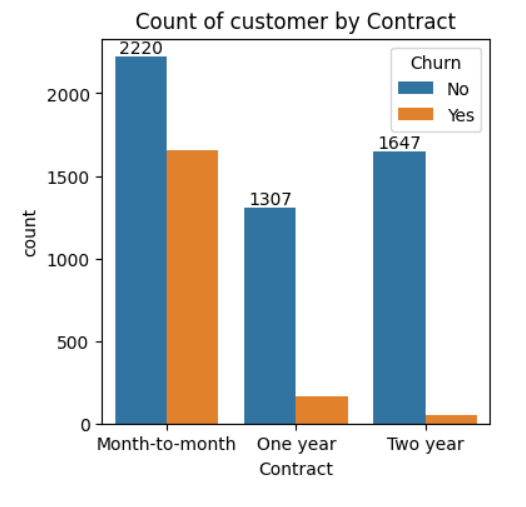 Count of customer by Contract
2220
Churn
No
Yes
1647
1307
2000
1500
1000
500
0
count
Month-to-month
One year
Two year
Contract